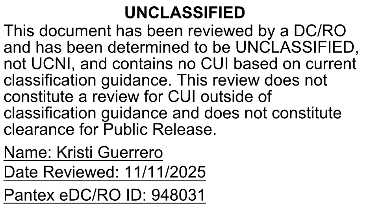 UNCLASSIFIED
This document has been reviewed by a DC/RO
and has been determined to be UNCLASSIFIED,
not UCNI, and contains no CUI based on current
classification guidance. This review does not
constitute a review for CUI outside of
classification guidance and does not constitute
clearance for Public Release.
Name: Kristi Guerrero
Date Reviewed: 11/11/2025
Pantex eDC/RO ID: 948031